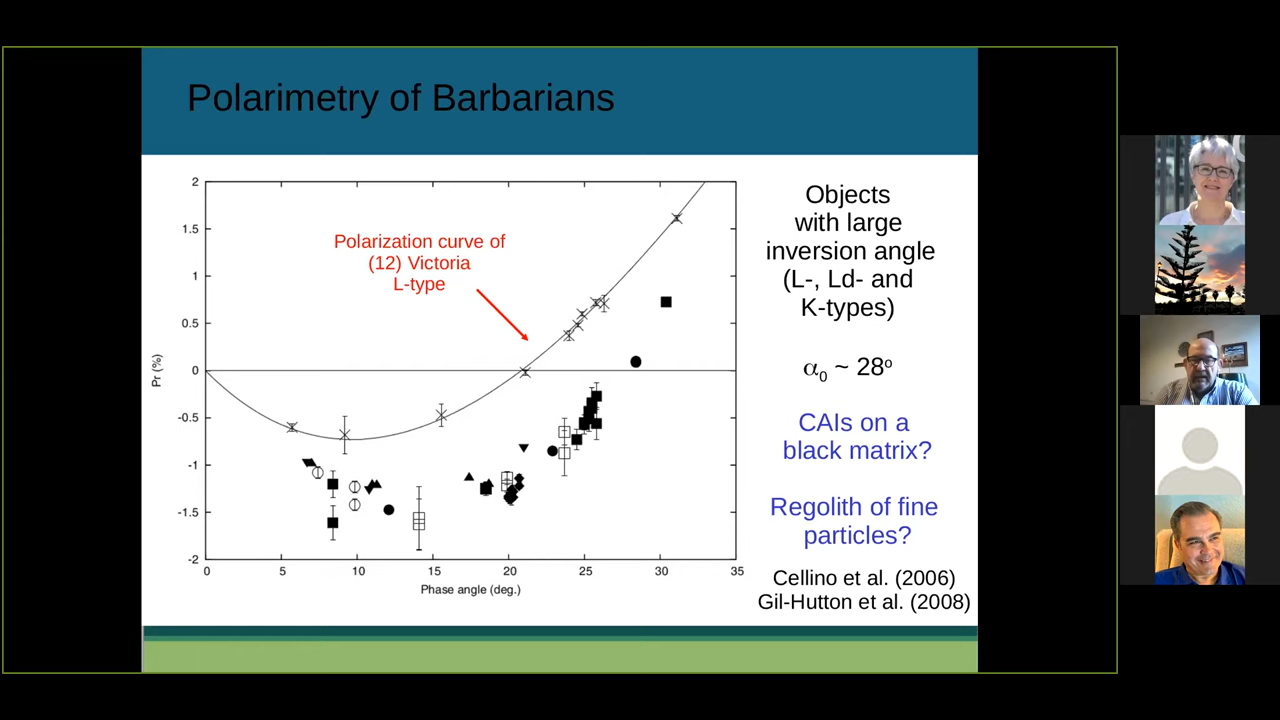 Polarimetry of Barbarians
2
1.5
1
0.5
0
-0.5
-1
-1.5
-2
Pr (%)
0 5 10 15 20 25 30 35
Phase angle (deg.)
Polarization curve of
(12) Victoria
L-type
Objects
with large
inversion angle
(L-, Ld- and
K-types)
α0 ~ 28º
CAIs on a
black matrix?
Regolith of fine
particles?
Cellino et al. (2006)
Gil-Hutton et al. (2008)